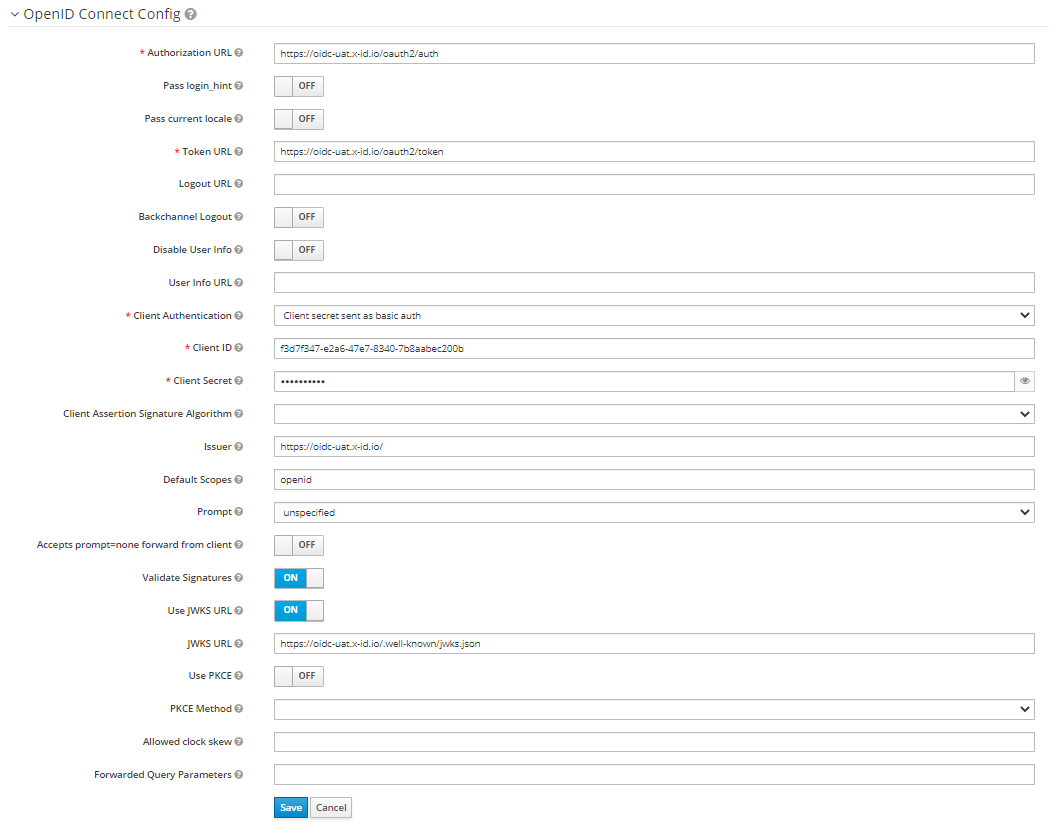 OpenID Connect Config
* Authorization URL https://oidc-uat.x-id.io/oauth2/auth
Pass login_hint OFF
Pass current locale OFF
* Token URL https://oidc-uat.x-id.io/oauth2/token
Logout URL
Backchannel Logout OFF
Disable User Info OFF
User Info URL
* Client Authentication Client secret sent as basic auth
* Client ID f3d7f347-e2a6-47e7-8340-7b8aabec200b
* Client Secret ••••••••••
Client Assertion Signature Algorithm
Issuer https://oidc-uat.x-id.io/
Default Scopes openid
Prompt unspecified
Accepts prompt=none forward from client OFF
Validate Signatures ON
Use JWKS URL ON
JWKS URL https://oidc-uat.x-id.io/.well-known/jwks.json
Use PKCE OFF
PKCE Method
Allowed clock skew
Forwarded Query Parameters
Save Cancel